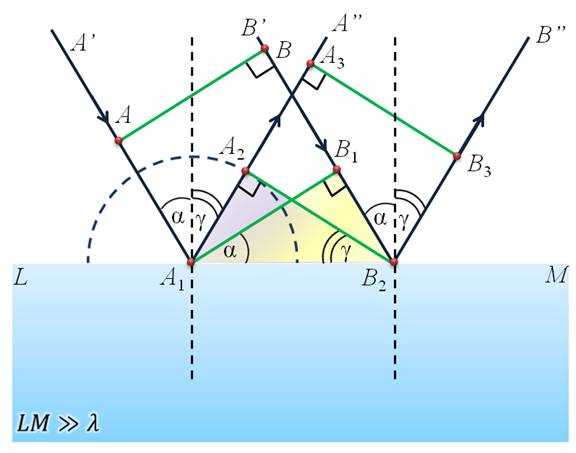 B' A''
A' B A₃ B''
A
A₂ B₁ B₃
α γ α γ
α γ
L A₁ B₂ M
LM ≫ λ